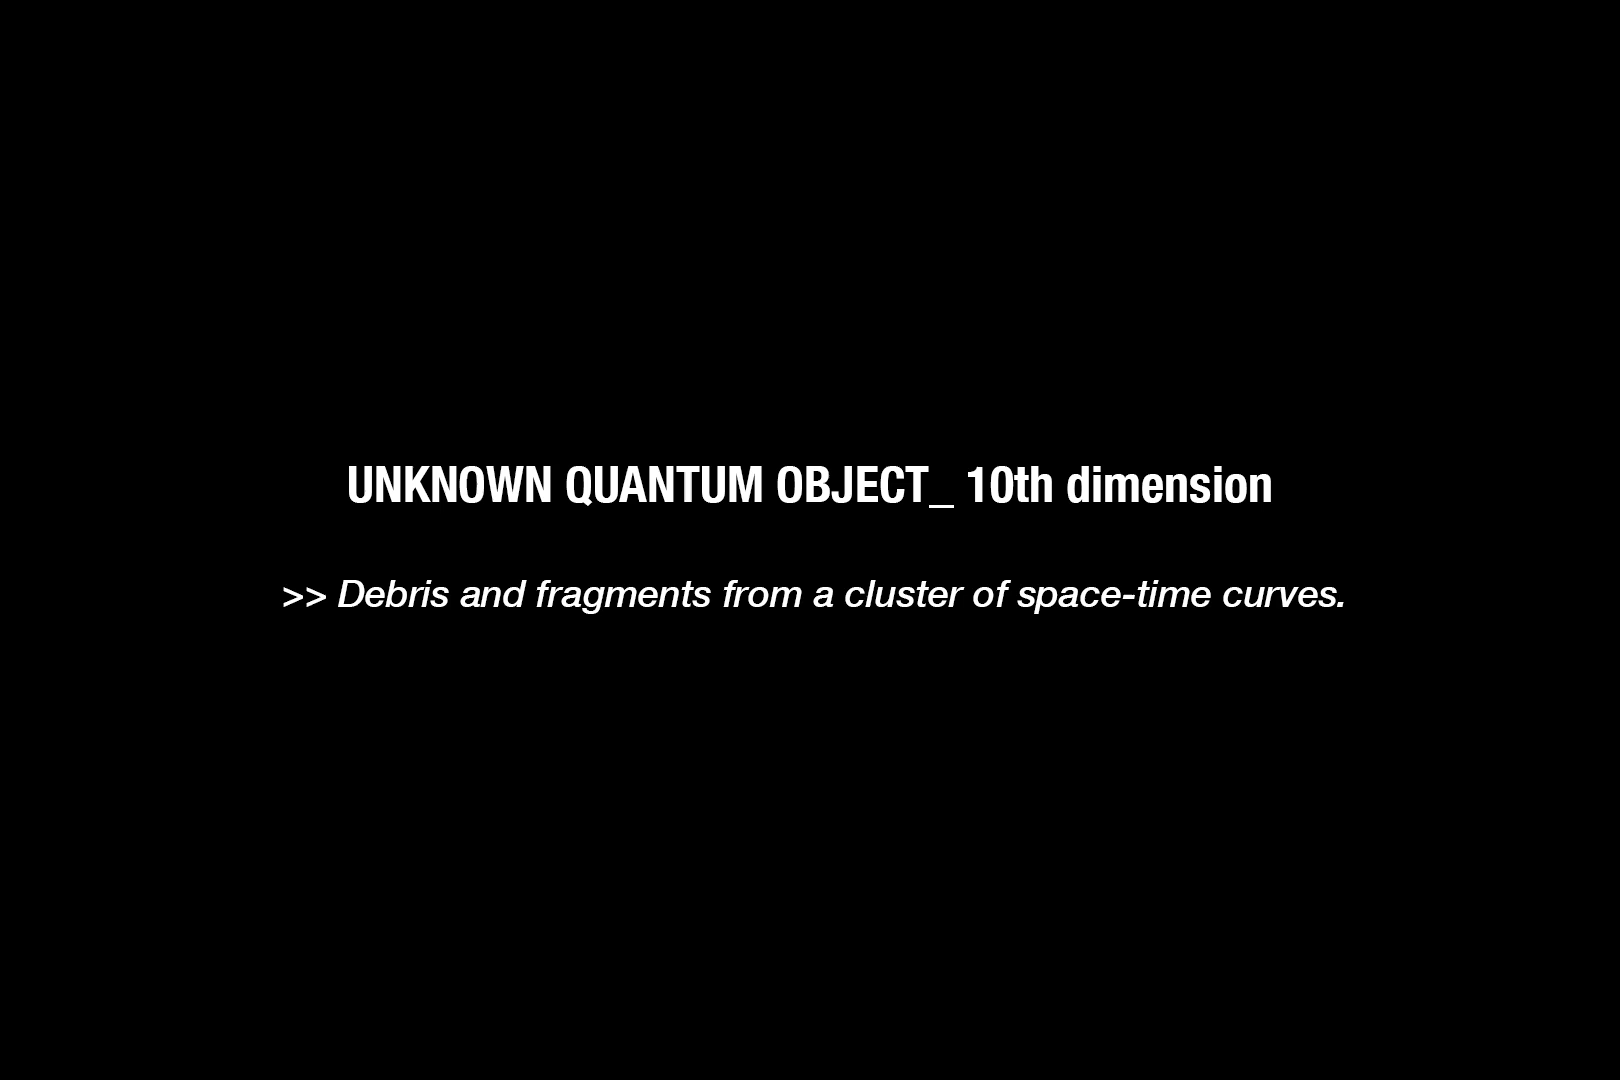 UNKNOWN QUANTUM OBJECT_ 10th dimension
>> Debris and fragments from a cluster of space-time curves.